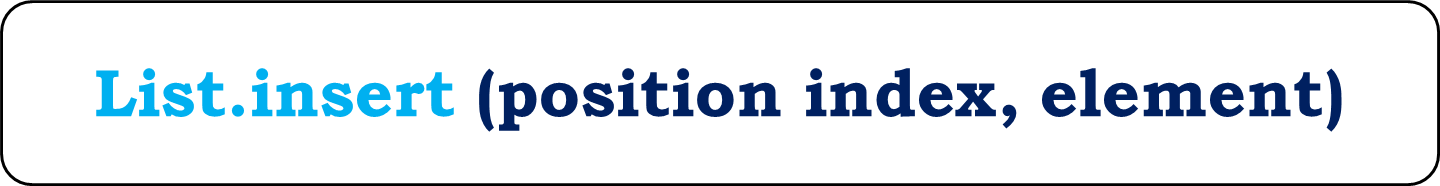 List.insert (position index, element)